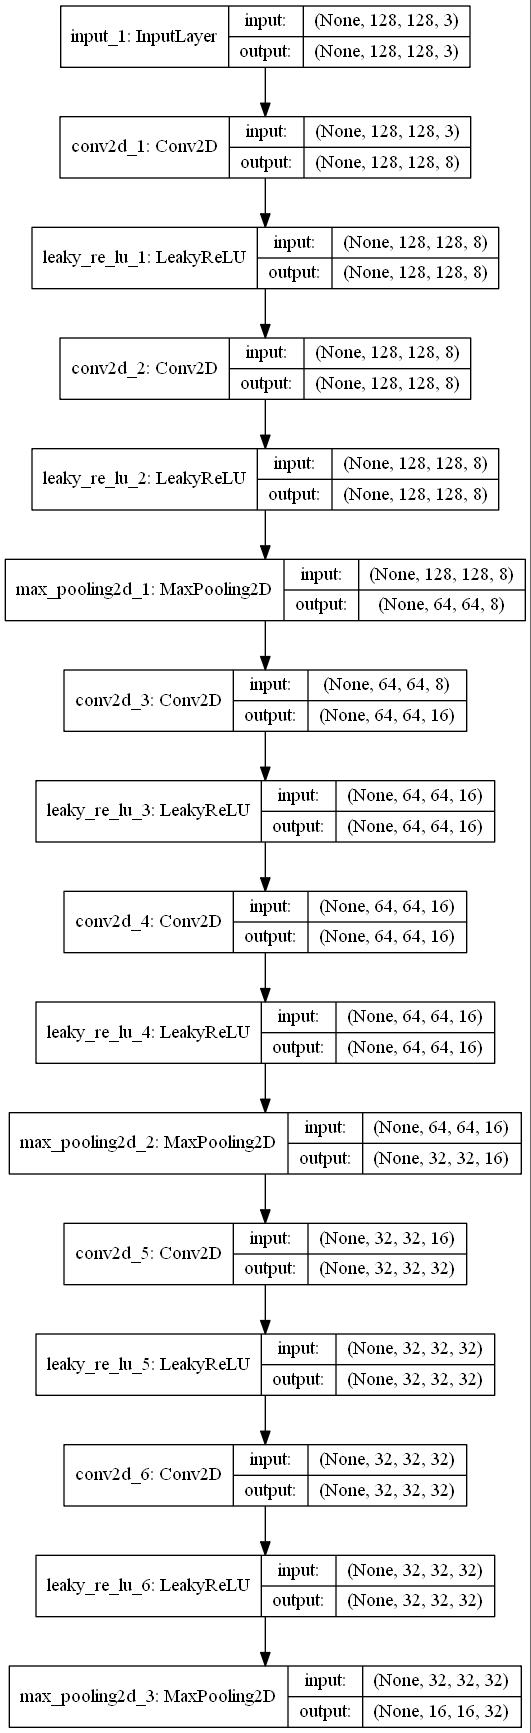 input_1: InputLayer
input: (None, 128, 128, 3)
output: (None, 128, 128, 3)
conv2d_1: Conv2D
input: (None, 128, 128, 3)
output: (None, 128, 128, 8)
leaky_re_lu_1: LeakyReLU
input: (None, 128, 128, 8)
output: (None, 128, 128, 8)
conv2d_2: Conv2D
input: (None, 128, 128, 8)
output: (None, 128, 128, 8)
leaky_re_lu_2: LeakyReLU
input: (None, 128, 128, 8)
output: (None, 128, 128, 8)
max_pooling2d_1: MaxPooling2D
input: (None, 128, 128, 8)
output: (None, 64, 64, 8)
conv2d_3: Conv2D
input: (None, 64, 64, 8)
output: (None, 64, 64, 16)
leaky_re_lu_3: LeakyReLU
input: (None, 64, 64, 16)
output: (None, 64, 64, 16)
conv2d_4: Conv2D
input: (None, 64, 64, 16)
output: (None, 64, 64, 16)
leaky_re_lu_4: LeakyReLU
input: (None, 64, 64, 16)
output: (None, 64, 64, 16)
max_pooling2d_2: MaxPooling2D
input: (None, 64, 64, 16)
output: (None, 32, 32, 16)
conv2d_5: Conv2D
input: (None, 32, 32, 16)
output: (None, 32, 32, 32)
leaky_re_lu_5: LeakyReLU
input: (None, 32, 32, 32)
output: (None, 32, 32, 32)
conv2d_6: Conv2D
input: (None, 32, 32, 32)
output: (None, 32, 32, 32)
leaky_re_lu_6: LeakyReLU
input: (None, 32, 32, 32)
output: (None, 32, 32, 32)
max_pooling2d_3: MaxPooling2D
input: (None, 32, 32, 32)
output: (None, 16, 16, 32)